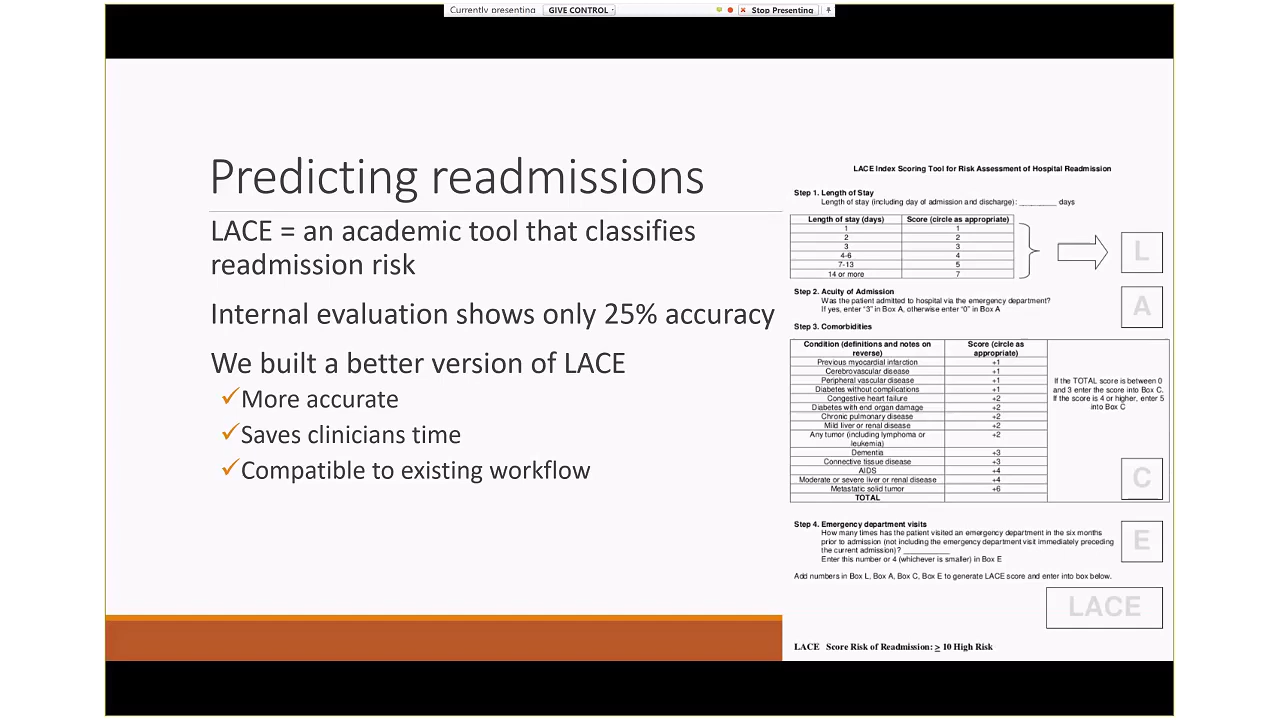 Currently presenting GIVE CONTROL Stop Presenting
Predicting readmissions
LACE = an academic tool that classifies
readmission risk
Internal evaluation shows only 25% accuracy
We built a better version of LACE
More accurate
Saves clinicians time
Compatible to existing workflow
LACE Index Scoring Tool for Risk Assessment of Hospital Readmission
Step 1. Length of Stay
Length of stay (including day of admission and discharge): ________ days
Length of stay (days) Score (circle as appropriate)
1 1
2 2
3 3
4-6 4
7-13 5
14 or more 7
L
Step 2. Acuity of Admission
Was the patient admitted to hospital via the emergency department?
If yes, enter "3" in Box A, otherwise enter "0" in Box A
A
Step 3. Comorbidities
Condition (definitions and notes on
reverse)
Score (circle as
appropriate)
Previous myocardial infarction +1
Cerebrovascular disease +1
Peripheral vascular disease +1
Diabetes without complications +1
Congestive heart failure +2
Diabetes with end organ damage +2
Chronic pulmonary disease +2
Mild liver or renal disease +2
Any tumor (including lymphoma or
leukemia)
+2
Dementia +3
Connective tissue disease +3
AIDS +4
Moderate or severe liver or renal disease +4
Metastatic solid tumor +6
TOTAL
If the TOTAL score is between 0
and 3 enter the score into Box C.
If the score is 4 or higher, enter 5
into Box C
C
Step 4. Emergency department visits
How many times has the patient visited an emergency department in the six months
prior to admission (not including the emergency department visit immediately preceding
the current admission)? ___________
Enter this number or 4 (whichever is smaller) in Box E
E
Add numbers in Box L, Box A, Box C, Box E to generate LACE score and enter into box below.
LACE
LACE Score Risk of Readmission: ≥ 10 High Risk